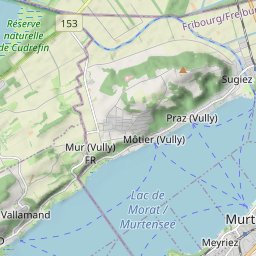 153
Fribourg/Freibur
Réserve
naturelle
de Cudrefin
Sugiez
Praz (Vully)
Môtier (Vully)
Mur (Vully)
FR
Lac de
Morat /
Murtensee
Vallamand
Murt
Meyriez